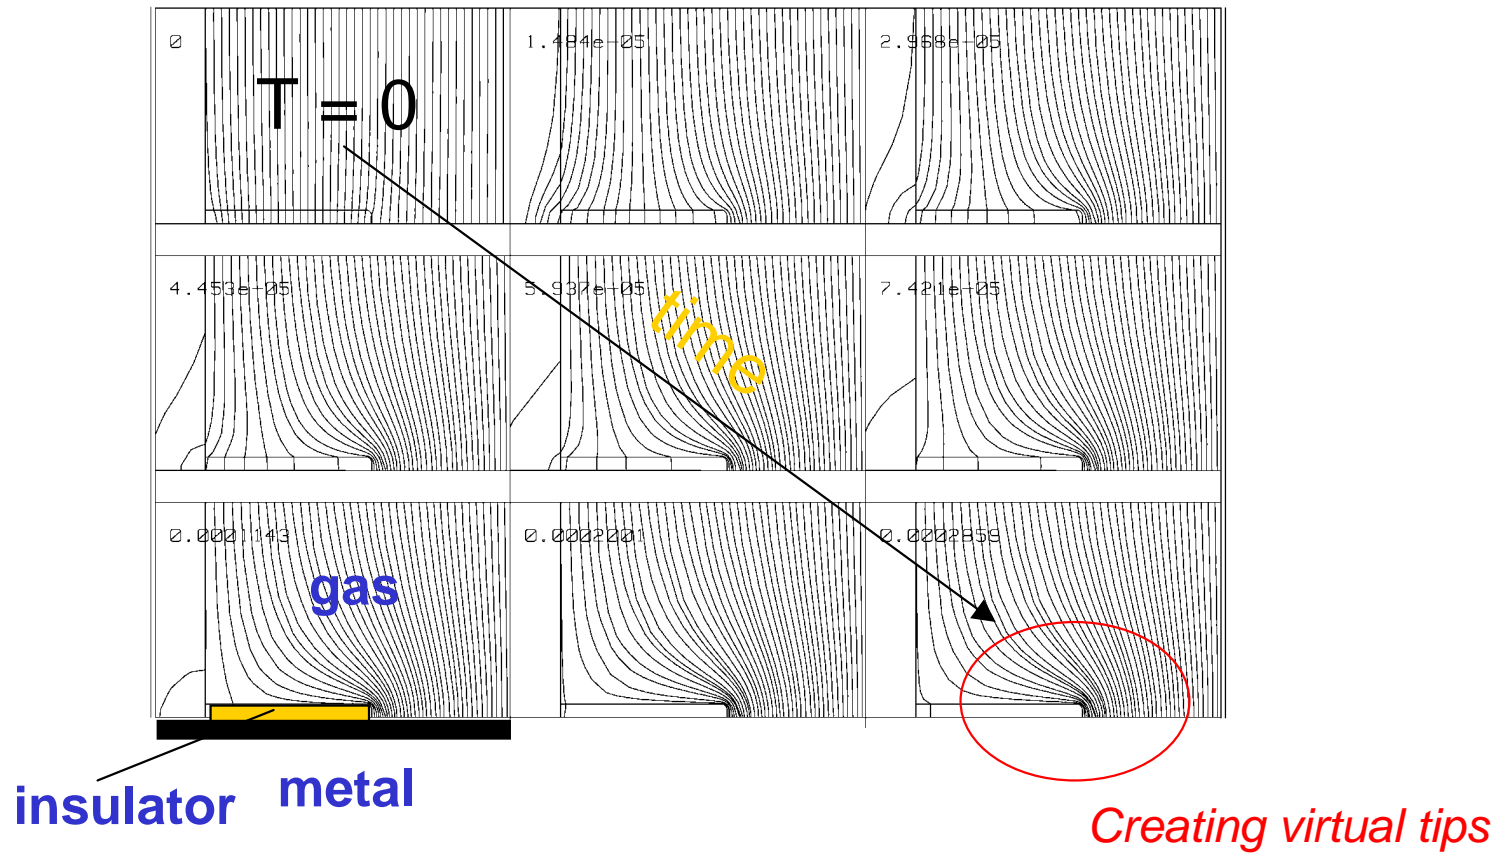 0
1.484e-05
2.968e-05
T = 0
4.453e-05
5.937e-05
7.421e-05
time
0.0001143
0.0002001
0.0002859
gas
insulator
metal
Creating virtual tips